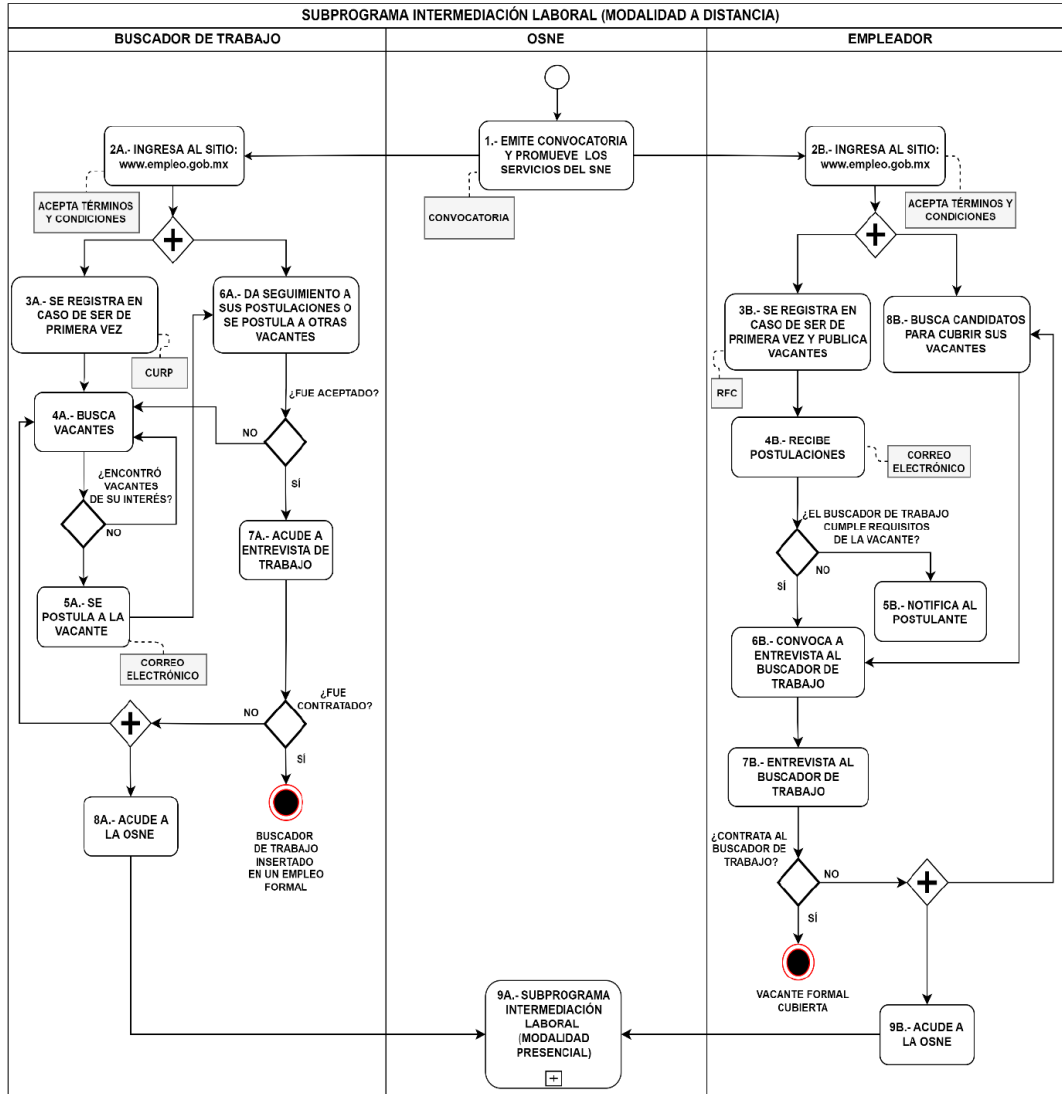 SUBPROGRAMA INTERMEDIACIÓN LABORAL (MODALIDAD A DISTANCIA)
BUSCADOR DE TRABAJO
OSNE
EMPLEADOR
1.- EMITE CONVOCATORIA
Y PROMUEVE LOS
SERVICIOS DEL SNE
CONVOCATORIA
2A.- INGRESA AL SITIO:
www.empleo.gob.mx
ACEPTA TÉRMINOS
Y CONDICIONES
3A.- SE REGISTRA EN
CASO DE SER DE
PRIMERA VEZ
CURP
6A.- DA SEGUIMIENTO A
SUS POSTULACIONES O
SE POSTULA A OTRAS
VACANTES
¿FUE ACEPTADO?
NO
SÍ
4A.- BUSCA
VACANTES
¿ENCONTRÓ
VACANTES
DE SU INTERÉS?
NO
5A.- SE
POSTULA A LA
VACANTE
CORREO
ELECTRÓNICO
7A.- ACUDE A
ENTREVISTA DE
TRABAJO
¿FUE
CONTRATADO?
NO
SÍ
8A.- ACUDE A
LA OSNE
BUSCADOR
DE TRABAJO
INSERTADO
EN UN EMPLEO
FORMAL
9A.- SUBPROGRAMA
INTERMEDIACIÓN
LABORAL
(MODALIDAD
PRESENCIAL)
2B.- INGRESA AL SITIO:
www.empleo.gob.mx
ACEPTA TÉRMINOS Y
CONDICIONES
3B.- SE REGISTRA EN
CASO DE SER DE
PRIMERA VEZ Y PUBLICA
VACANTES
RFC
8B.- BUSCA CANDIDATOS
PARA CUBRIR SUS
VACANTES
4B.- RECIBE
POSTULACIONES
CORREO
ELECTRÓNICO
¿EL BUSCADOR DE TRABAJO
CUMPLE REQUISITOS
DE LA VACANTE?
NO
SÍ
5B.- NOTIFICA AL
POSTULANTE
6B.- CONVOCA A
ENTREVISTA AL
BUSCADOR DE
TRABAJO
7B.- ENTREVISTA AL
BUSCADOR DE
TRABAJO
¿CONTRATA AL
BUSCADOR DE
TRABAJO?
NO
SÍ
VACANTE FORMAL
CUBIERTA
9B.- ACUDE A
LA OSNE